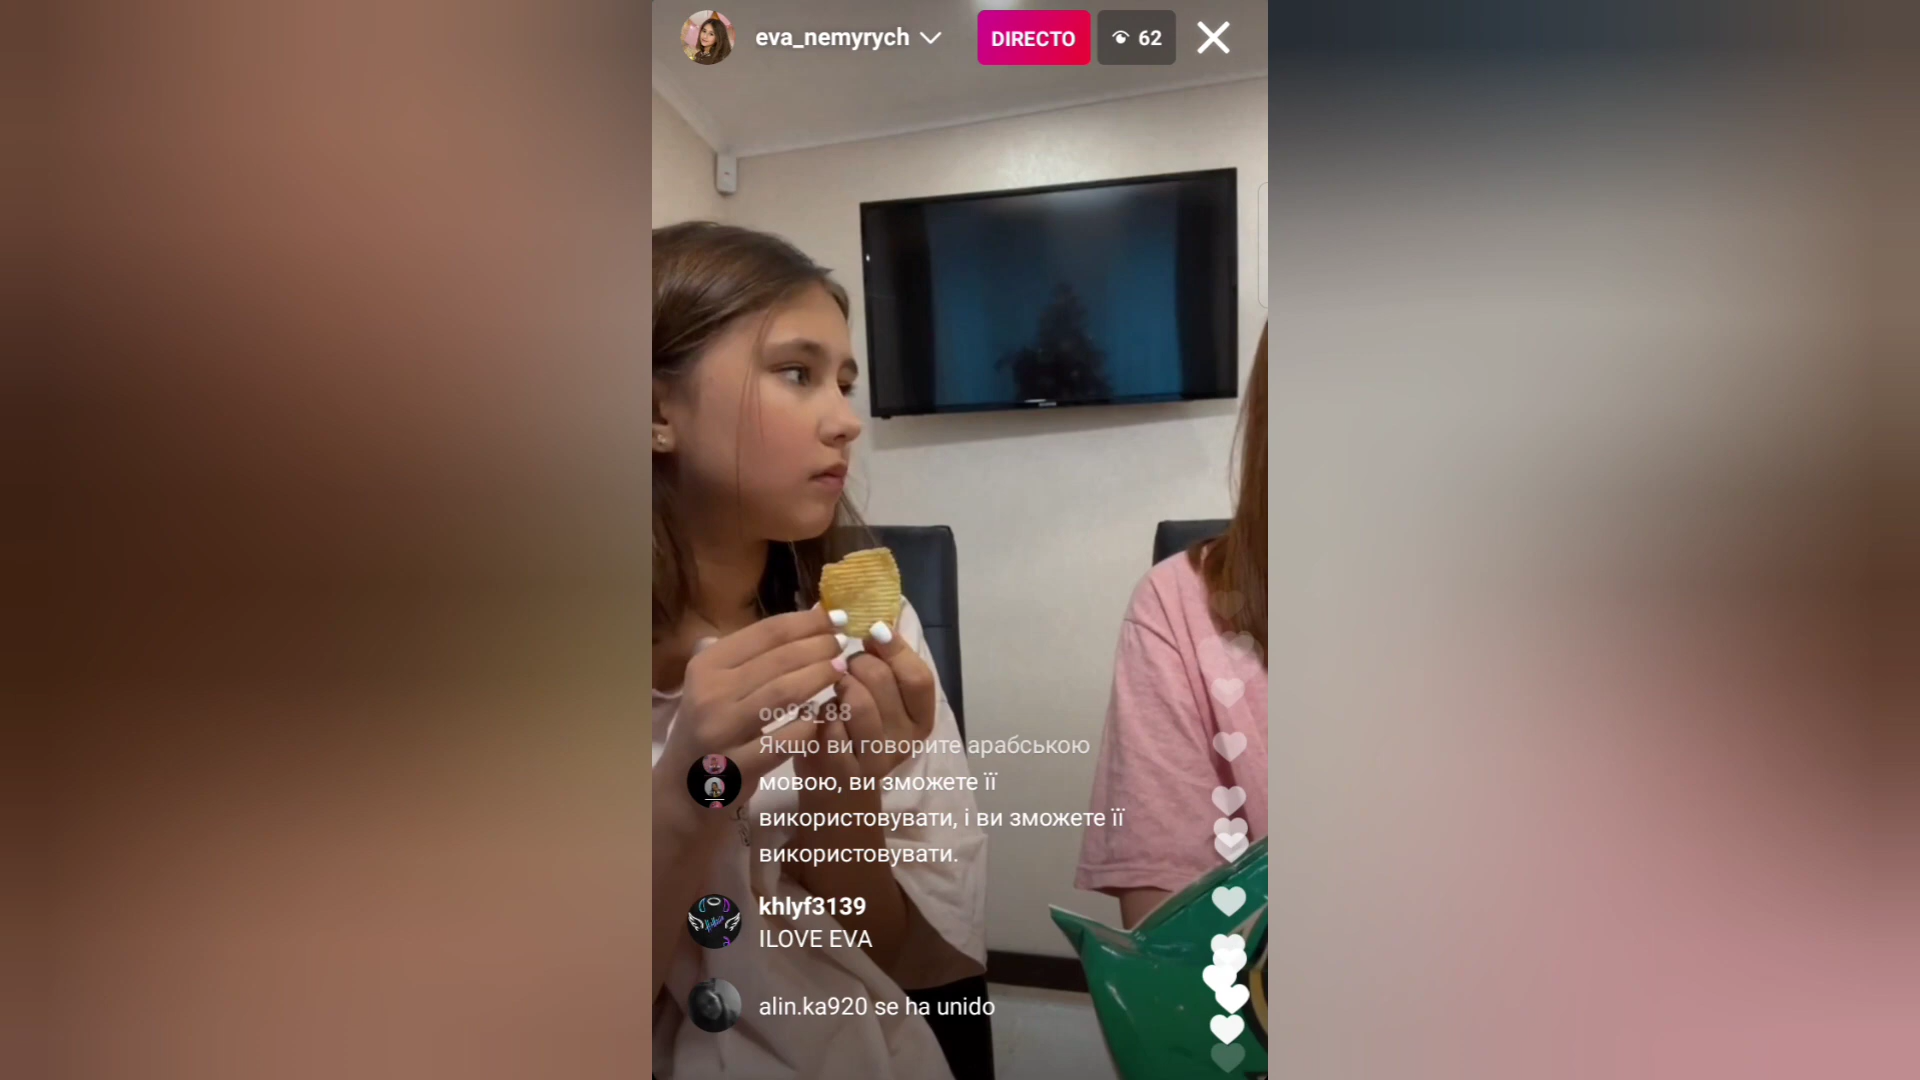 eva_nemyrych
DIRECTO
62
oo93_88
Якщо ви говорите арабською
мовою, ви зможете її
використовувати, і ви зможете її
використовувати.
khlyf3139
ILOVE EVA
alin.ka920 se ha unido